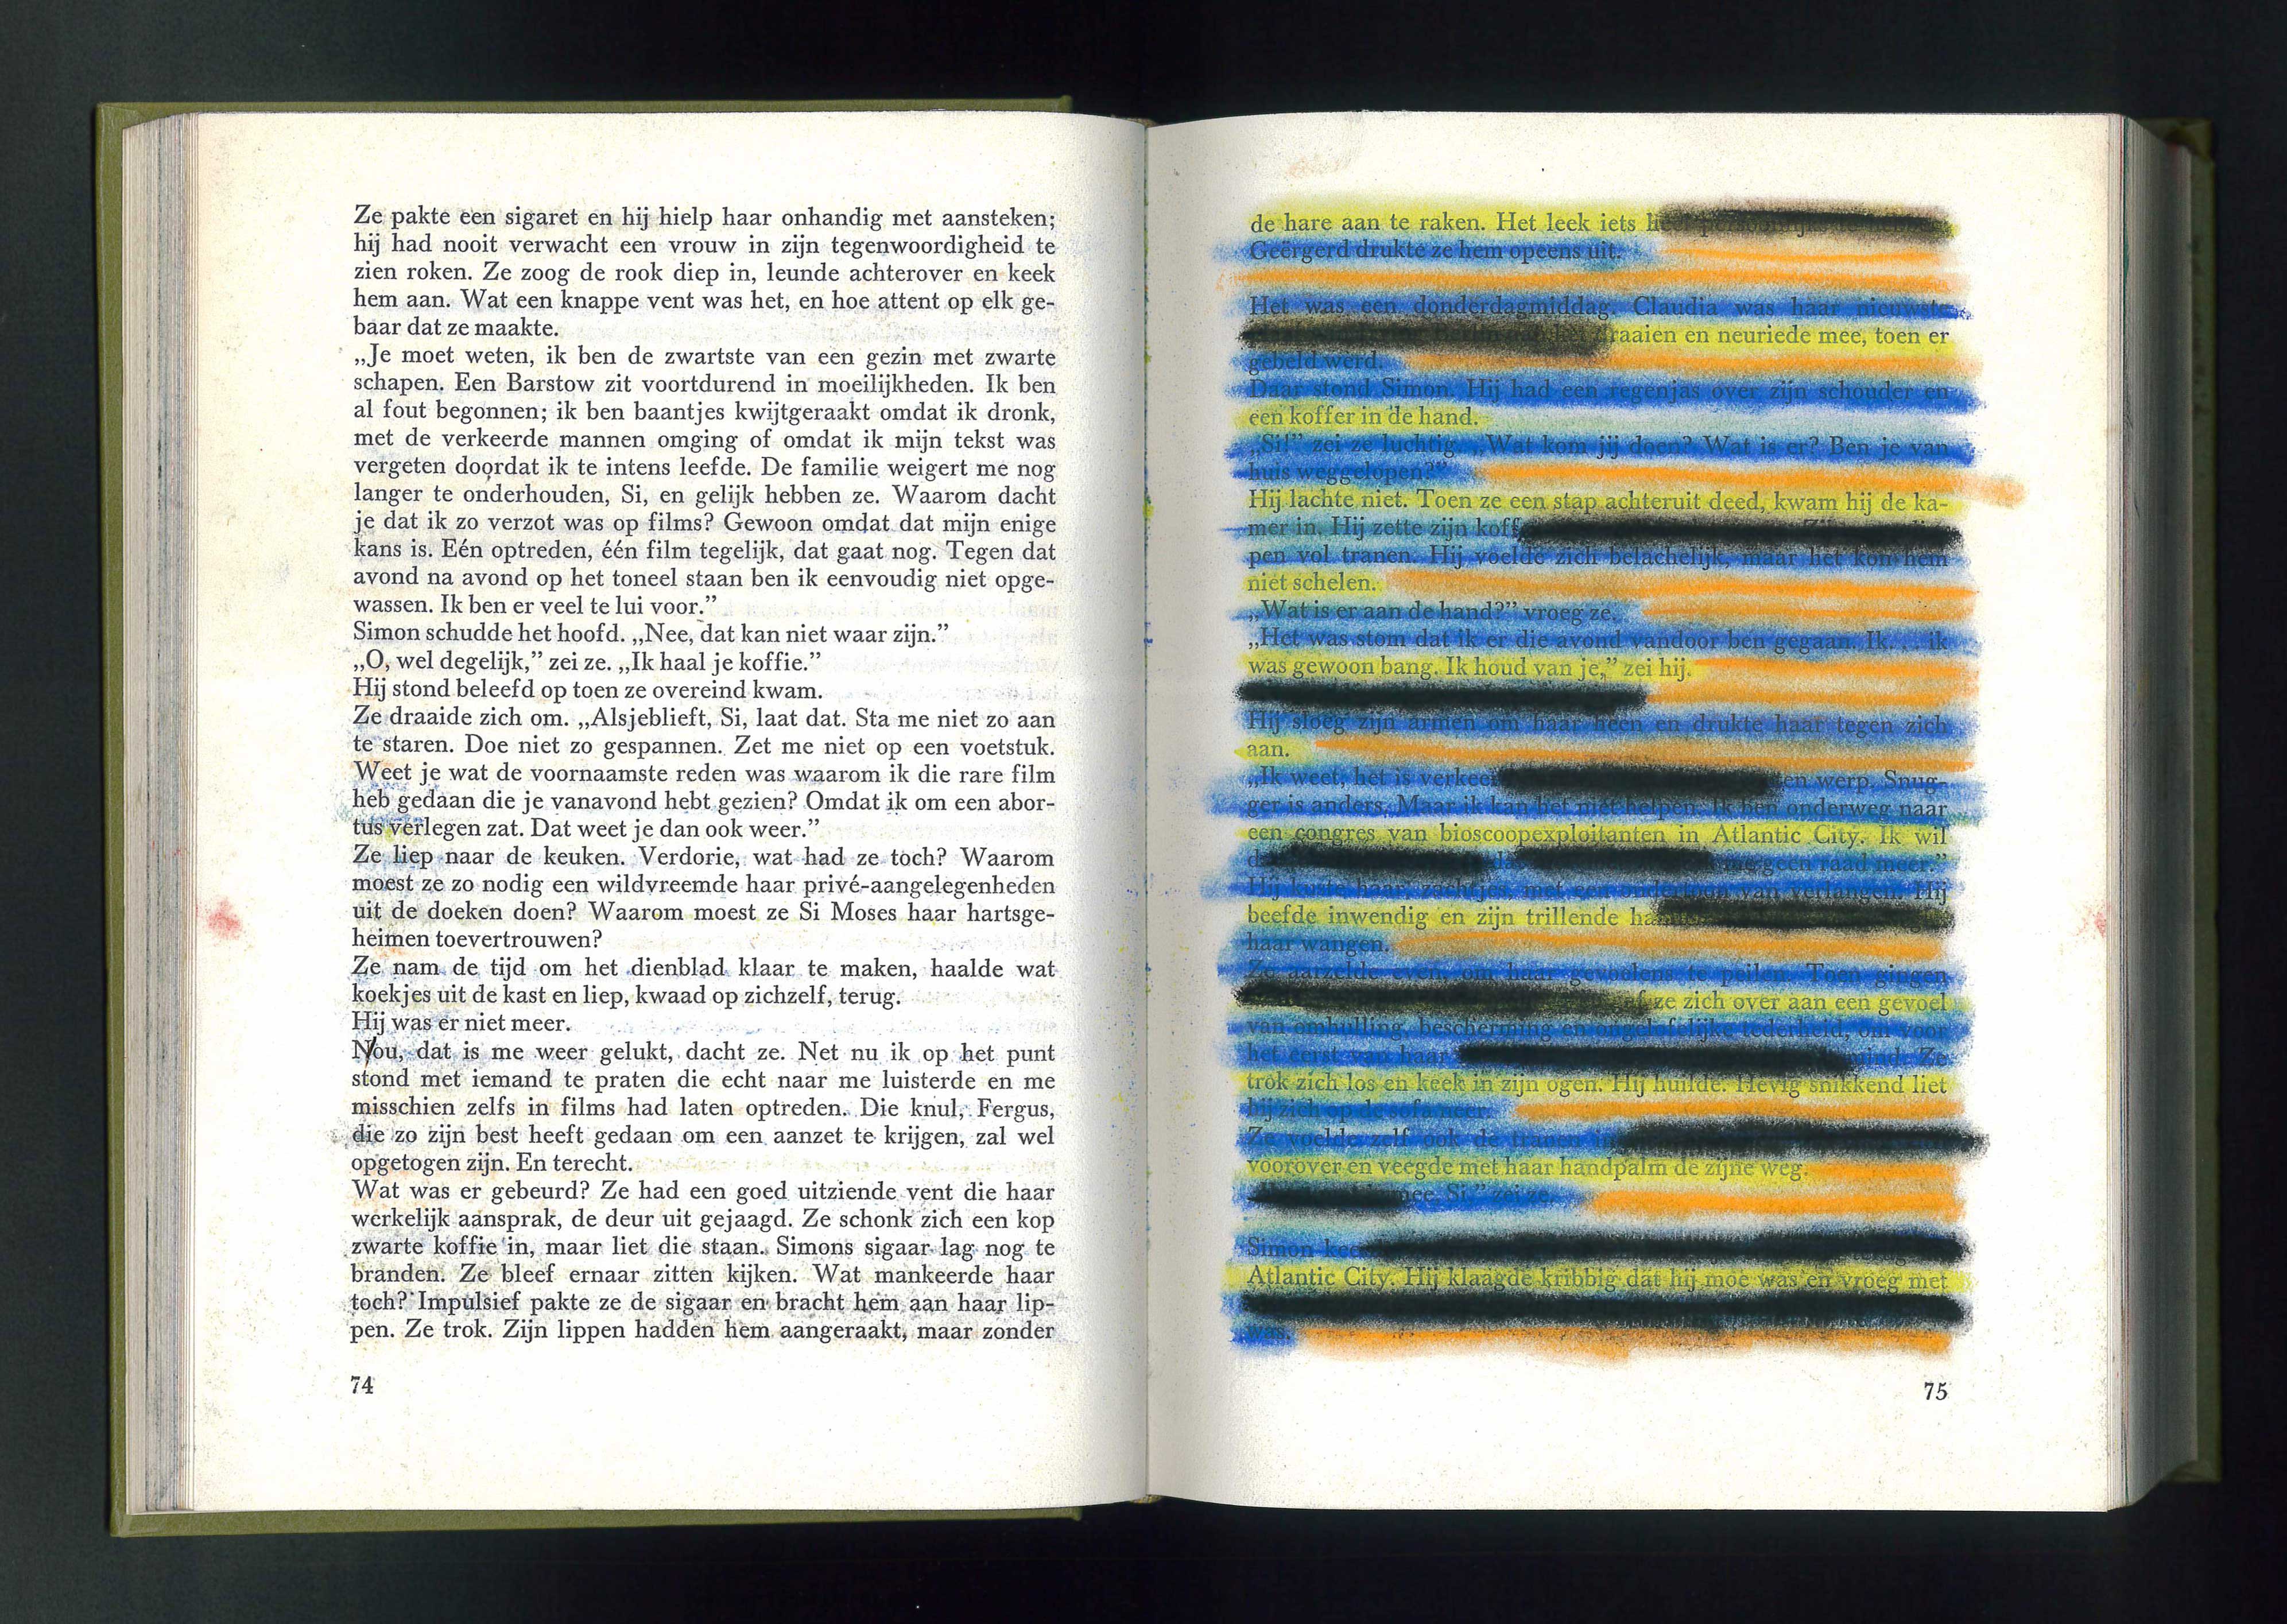 Ze pakte een sigaret en hij hielp haar onhandig met aansteken;
hij had nooit verwacht een vrouw in zijn tegenwoordigheid te
zien roken. Ze zoog de rook diep in, leunde achterover en keek
hem aan. Wat een knappe vent was het, en hoe attent op elk ge-
baar dat ze maakte.
„Je moet weten, ik ben de zwartste van een gezin met zwarte
schapen. Een Barstow zit voortdurend in moeilijkheden. Ik ben
al fout begonnen; ik ben baantjes kwijtgeraakt omdat ik dronk,
met de verkeerde mannen omging of omdat ik mijn tekst was
vergeten doordat ik te intens leefde. De familie weigert me nog
langer te onderhouden, Si, en gelijk hebben ze. Waarom dacht
je dat ik zo verzot was op films? Gewoon omdat dat mijn enige
kans is. Eén optreden, één film tegelijk, dat gaat nog. Tegen dat
avond na avond op het toneel staan ben ik eenvoudig niet opge-
wassen. Ik ben er veel te lui voor.”
Simon schudde het hoofd. „Nee, dat kan niet waar zijn.”
„O, wel degelijk,” zei ze. „Ik haal je koffie.”
Hij stond beleefd op toen ze overeind kwam.
Ze draaide zich om. „Alsjeblieft, Si, laat dat. Sta me niet zo aan
te staren. Doe niet zo gespannen. Zet me niet op een voetstuk.
Weet je wat de voornaamste reden was waarom ik die rare film
heb gedaan die je vanavond hebt gezien? Omdat ik om een abor-
tus verlegen zat. Dat weet je dan ook weer.”
Ze liep naar de keuken. Verdorie, wat had ze toch? Waarom
moest ze zo nodig een wildvreemde haar privé-aangelegenheden
uit de doeken doen? Waarom moest ze Si Moses haar hartsge-
heimen toevertrouwen?
Ze nam de tijd om het dienblad klaar te maken, haalde wat
koekjes uit de kast en liep, kwaad op zichzelf, terug.
Hij was er niet meer.
Nou, dat is me weer gelukt, dacht ze. Net nu ik op het punt
stond met iemand te praten die echt naar me luisterde en me
misschien zelfs in films had laten optreden. Die knul, Fergus,
die zo zijn best heeft gedaan om een aanzet te krijgen, zal wel
opgetogen zijn. En terecht.
Wat was er gebeurd? Ze had een goed uitziende vent die haar
werkelijk aansprak, de deur uit gejaagd. Ze schonk zich een kop
zwarte koffie in, maar liet die staan. Simons sigaar lag nog te
branden. Ze bleef ernaar zitten kijken. Wat mankeerde haar
toch? Impulsief pakte ze de sigaar en bracht hem aan haar lip-
pen. Ze trok. Zijn lippen hadden hem aangeraakt, maar zonder
74
de hare aan te raken. Het leek iets
Geërgerd drukte ze hem opeens uit.
Het was een donderdagmiddag. Claudia was haar nieuwste
draaien en neuriede mee, toen er
gebeld werd.
Daar stond Simon. Hij had een regenjas over zijn schouder en
een koffer in de hand.
„Si!” zei ze luchtig. „Wat kom jij doen? Wat is er? Ben je van
huis weggelopen?”
Hij lachte niet. Toen ze een stap achteruit deed, kwam hij de ka-
mer in. Hij zette zijn
pen vol tranen. Hij voelde zich belachelijk, maar het kon hem
niet schelen.
„Wat is er aan de hand?” vroeg ze.
„Het was stom dat ik er die avond vandoor ben gegaan. Ik... ik
was gewoon bang. Ik houd van je,” zei hij.
Hij sloeg zijn armen om haar heen en drukte haar tegen zich
aan.
„Ik weet, het is werp. Snug-
ger is anders. Maar ik kan het niet helpen. Ik ben onderweg naar
een congres van bioscoopexploitanten in Atlantic City. Ik wil
me geen raad meer.”
Hij kuste haar, zachtjes, met een ondertoon van verlangen. Hij
beefde inwendig en zijn trillende
haar wangen.
Ze aarzelde even, om haar gevoelens te peilen. Toen gingen
ze zich over aan een gevoel
van omhulling, bescherming en ongelofelijke tederheid, om voor
het eerst van haar Ze
trok zich los en keek in zijn ogen. Hij huilde. Hevig snikkend liet
hij zich op de sofa neer.
Ze voelde zelf ook de tranen
voorover en veegde met haar handpalm de zijne weg.
mee, Si,” zei ze.
Simon
Atlantic City. Hij klaagde kribbig dat hij moe was en vroeg met
was.
75